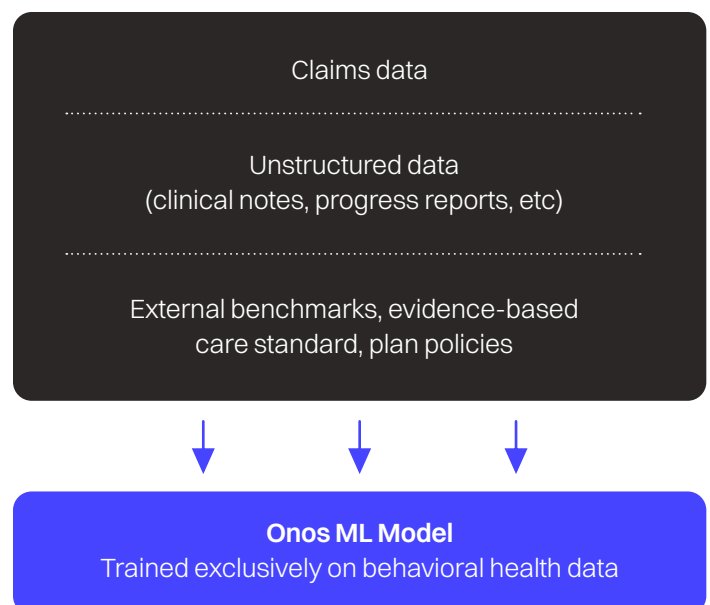 Claims data
Unstructured data
(clinical notes, progress reports, etc)
External benchmarks, evidence-based
care standard, plan policies
Onos ML Model
Trained exclusively on behavioral health data